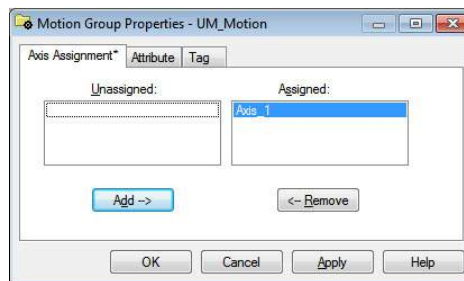 Motion Group Properties - UM_Motion
Axis Assignment* Attribute Tag
Unassigned: Assigned:
Axis_1
Add --> <-- Remove
OK Cancel Apply Help